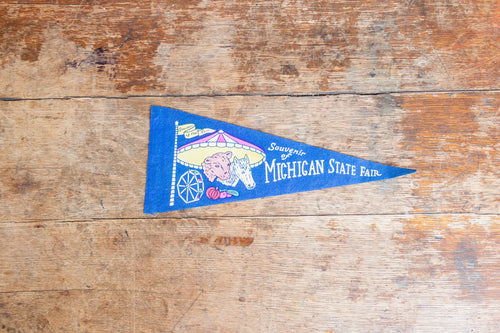 Souvenir
of
MICHIGAN STATE FAIR